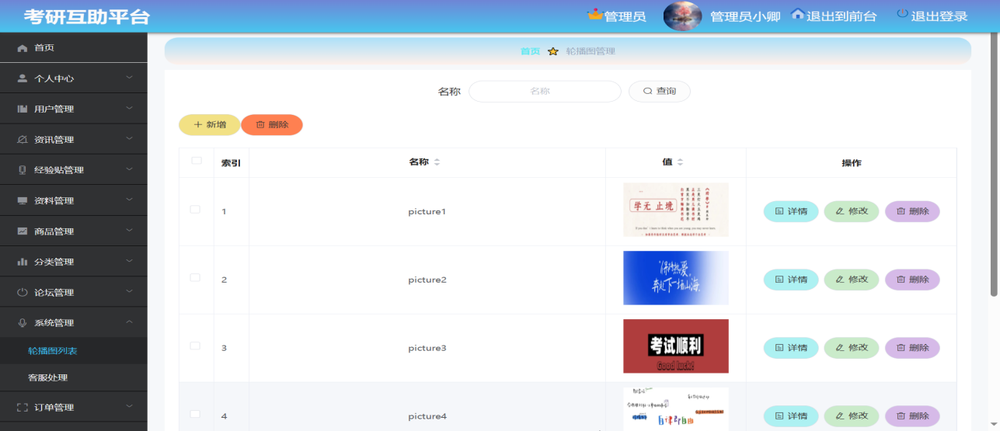 考研互助平台
管理员 管理员小卿 退出到前台 退出登录
首页
个人中心
用户管理
资讯管理
经验贴管理
资料管理
商品管理
分类管理
论坛管理
系统管理
轮播图列表
客服处理
订单管理
首页 轮播图管理
名称 名称 查询
新增 删除
索引 名称 值 操作
1 picture1 详情 修改 删除
学无止境
2 picture2 详情 修改 删除
保持热爱,
奔赴下一场山海.
3 picture3 详情 修改 删除
考试顺利
Good luck!
4 picture4 详情 修改 删除
自律即自由